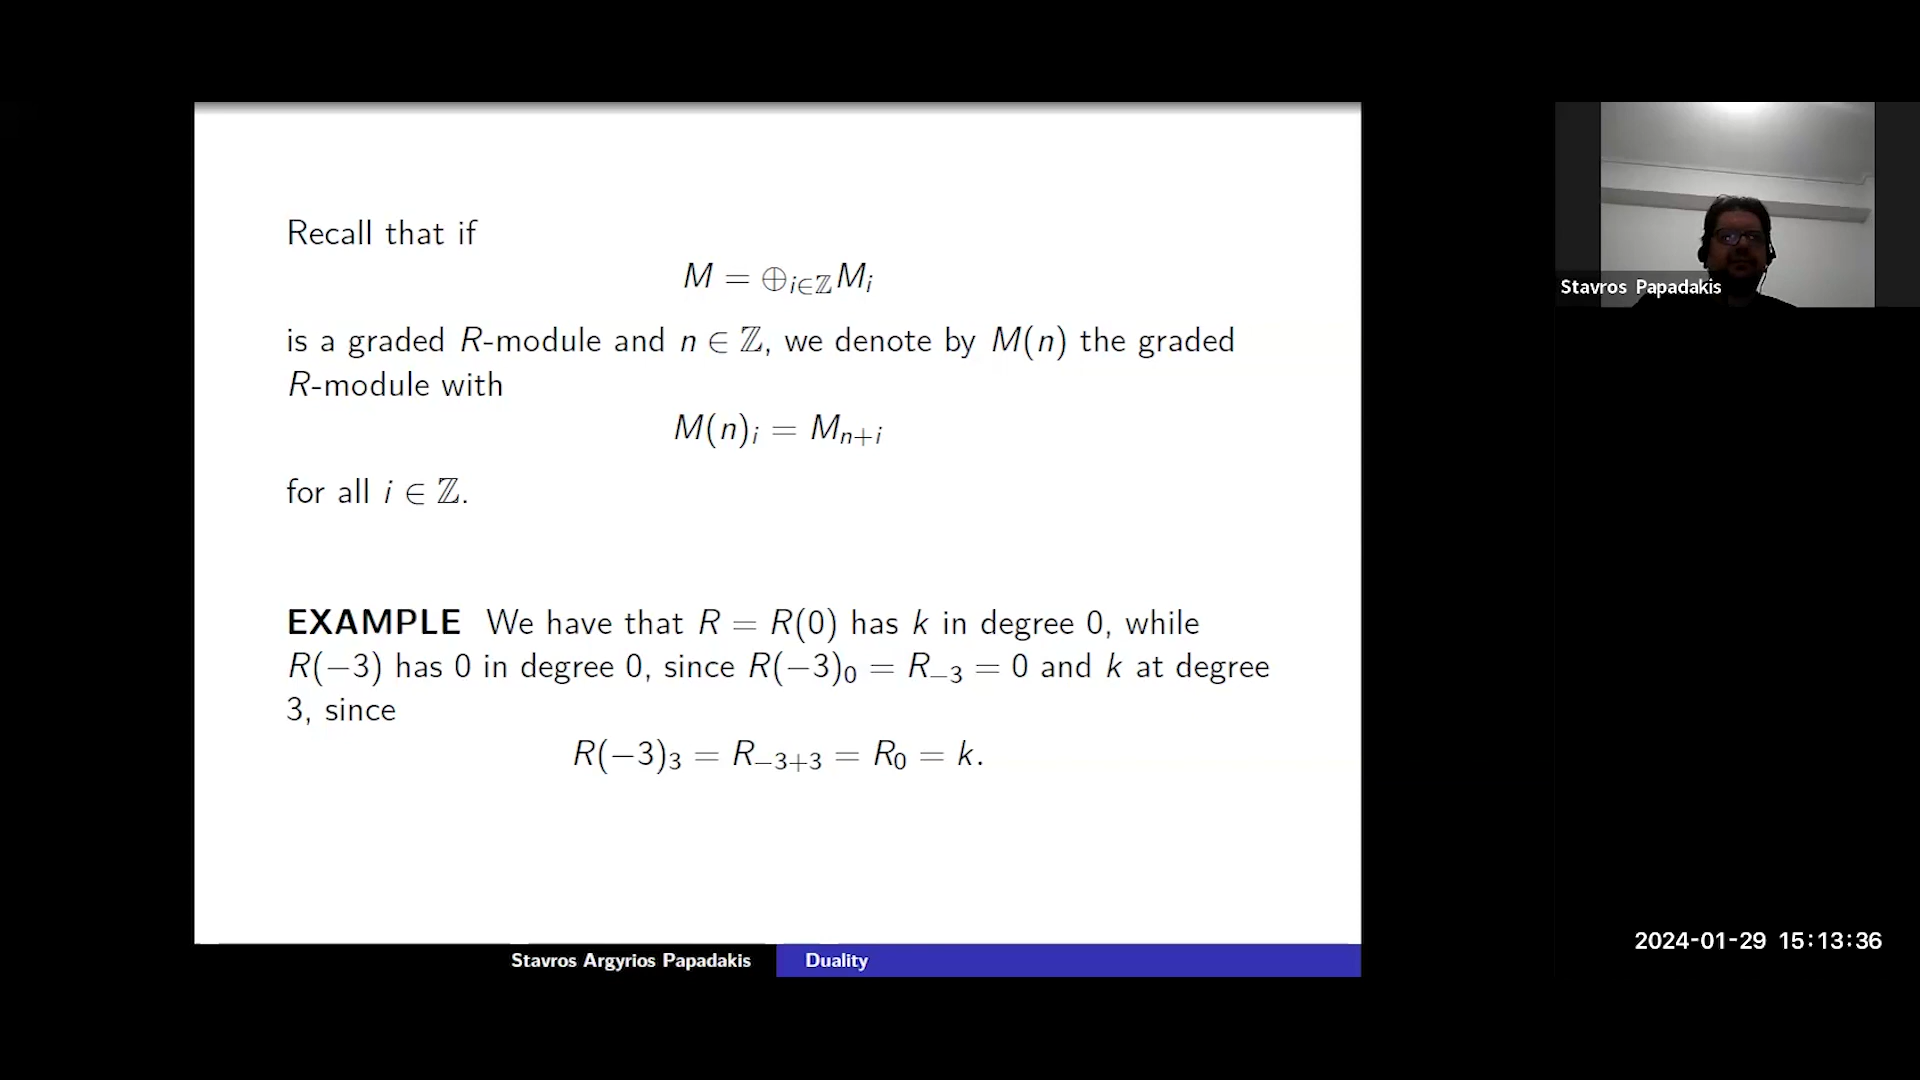 Recall that if
M = ⊕_{i∈ℤ} M_i
is a graded R-module and n ∈ ℤ, we denote by M(n) the graded
R-module with
M(n)_i = M_{n+i}
for all i ∈ ℤ.
EXAMPLE We have that R = R(0) has k in degree 0, while
R(−3) has 0 in degree 0, since R(−3)_0 = R_{−3} = 0 and k at degree
3, since
R(−3)_3 = R_{−3+3} = R_0 = k.
Stavros Argyrios Papadakis Duality
Stavros Papadakis
2024-01-29 15:13:36